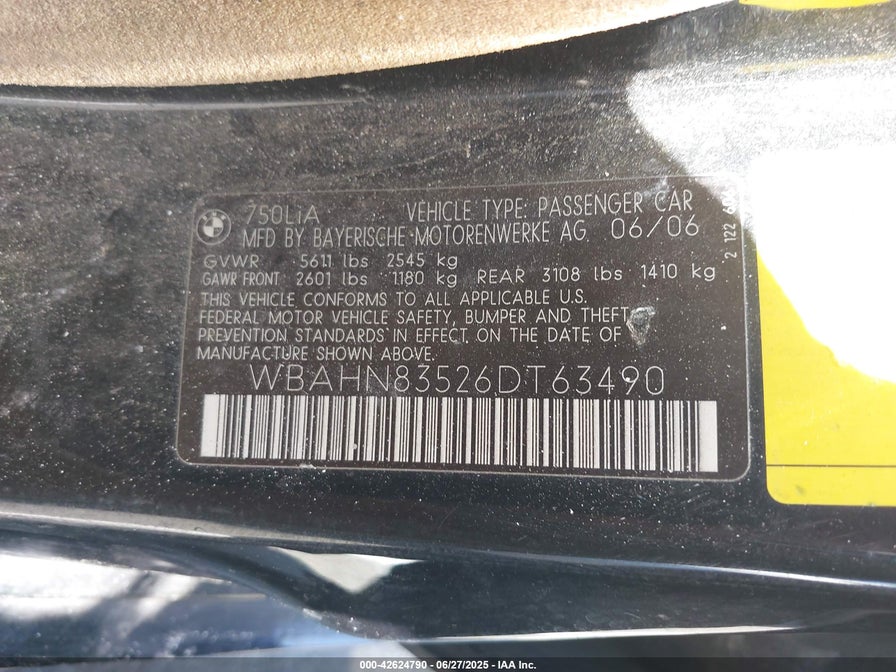 BMW
750LiA VEHICLE TYPE: PASSENGER CAR
MFD BY BAYERISCHE MOTORENWERKE AG 06/06
GVWR 5611 lbs 2545 kg
GAWR FRONT 2601 lbs 1180 kg REAR 3108 lbs 1410 kg
THIS VEHICLE CONFORMS TO ALL APPLICABLE U.S.
FEDERAL MOTOR VEHICLE SAFETY, BUMPER AND THEFT
PREVENTION STANDARDS IN EFFECT ON THE DATE OF
MANUFACTURE SHOWN ABOVE.
WBAHN83526DT63490
2 122
000-42624790 - 06/27/2025 - IAA Inc.